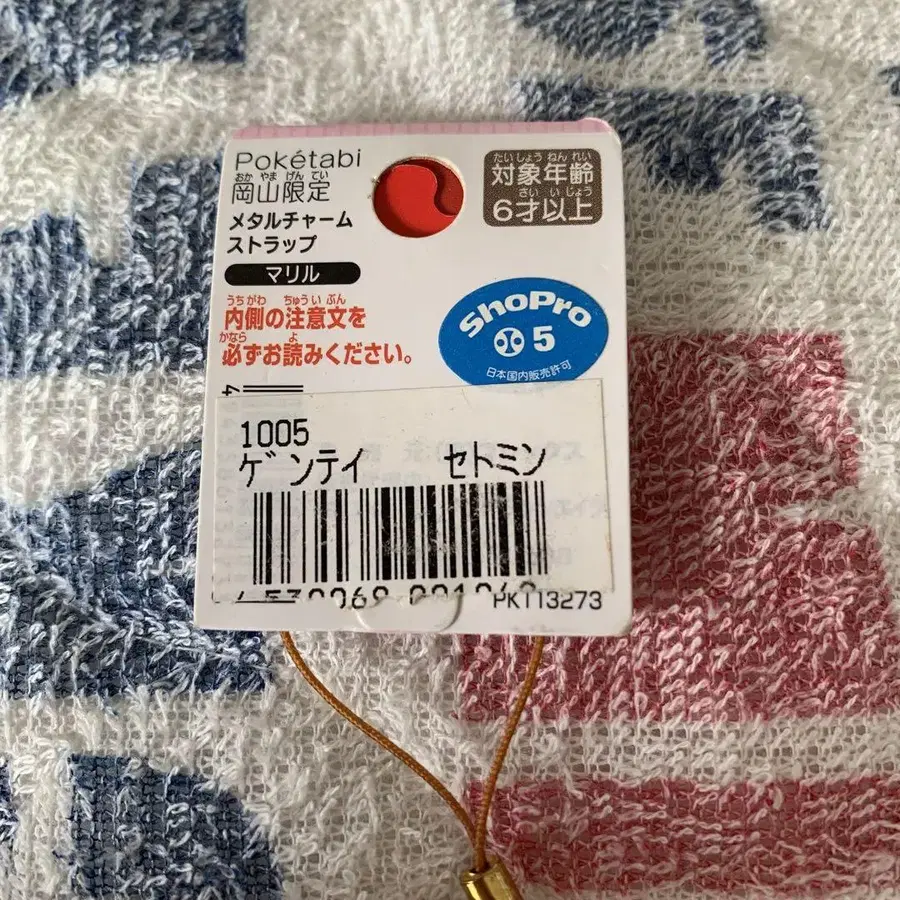 Pokétabi
おか やま げん てい
岡山限定
メタルチャーム
ストラップ
マリル
うちがわ ちゅういぶん
内側の注意文を
かなら よ
必ずお読みください。
たいしょう ねん れい
対象年齢
さい い じょう
6才以上
ShoPro
5
日本国内販売許可
4
1005
ゲンテイ セトミン
PK113273